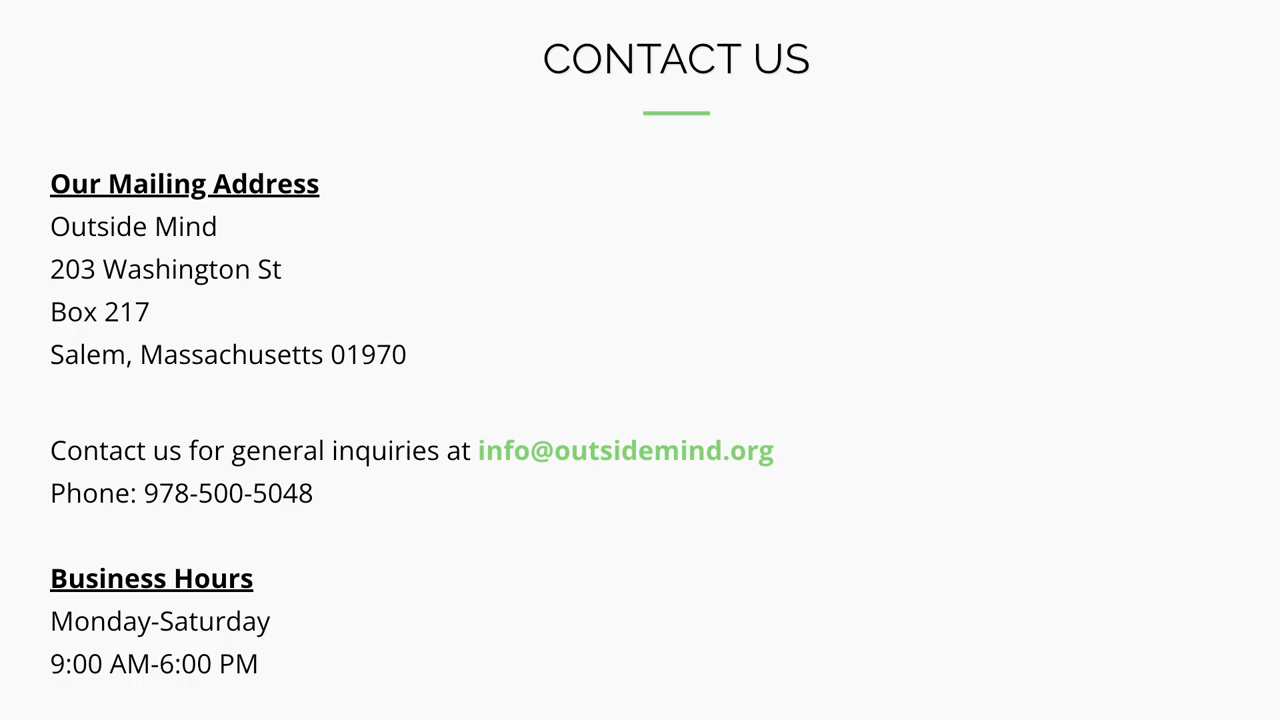 CONTACT US
Our Mailing Address
Outside Mind
203 Washington St
Box 217
Salem, Massachusetts 01970
Contact us for general inquiries at info@outsidemind.org
Phone: 978-500-5048
Business Hours
Monday-Saturday
9:00 AM-6:00 PM